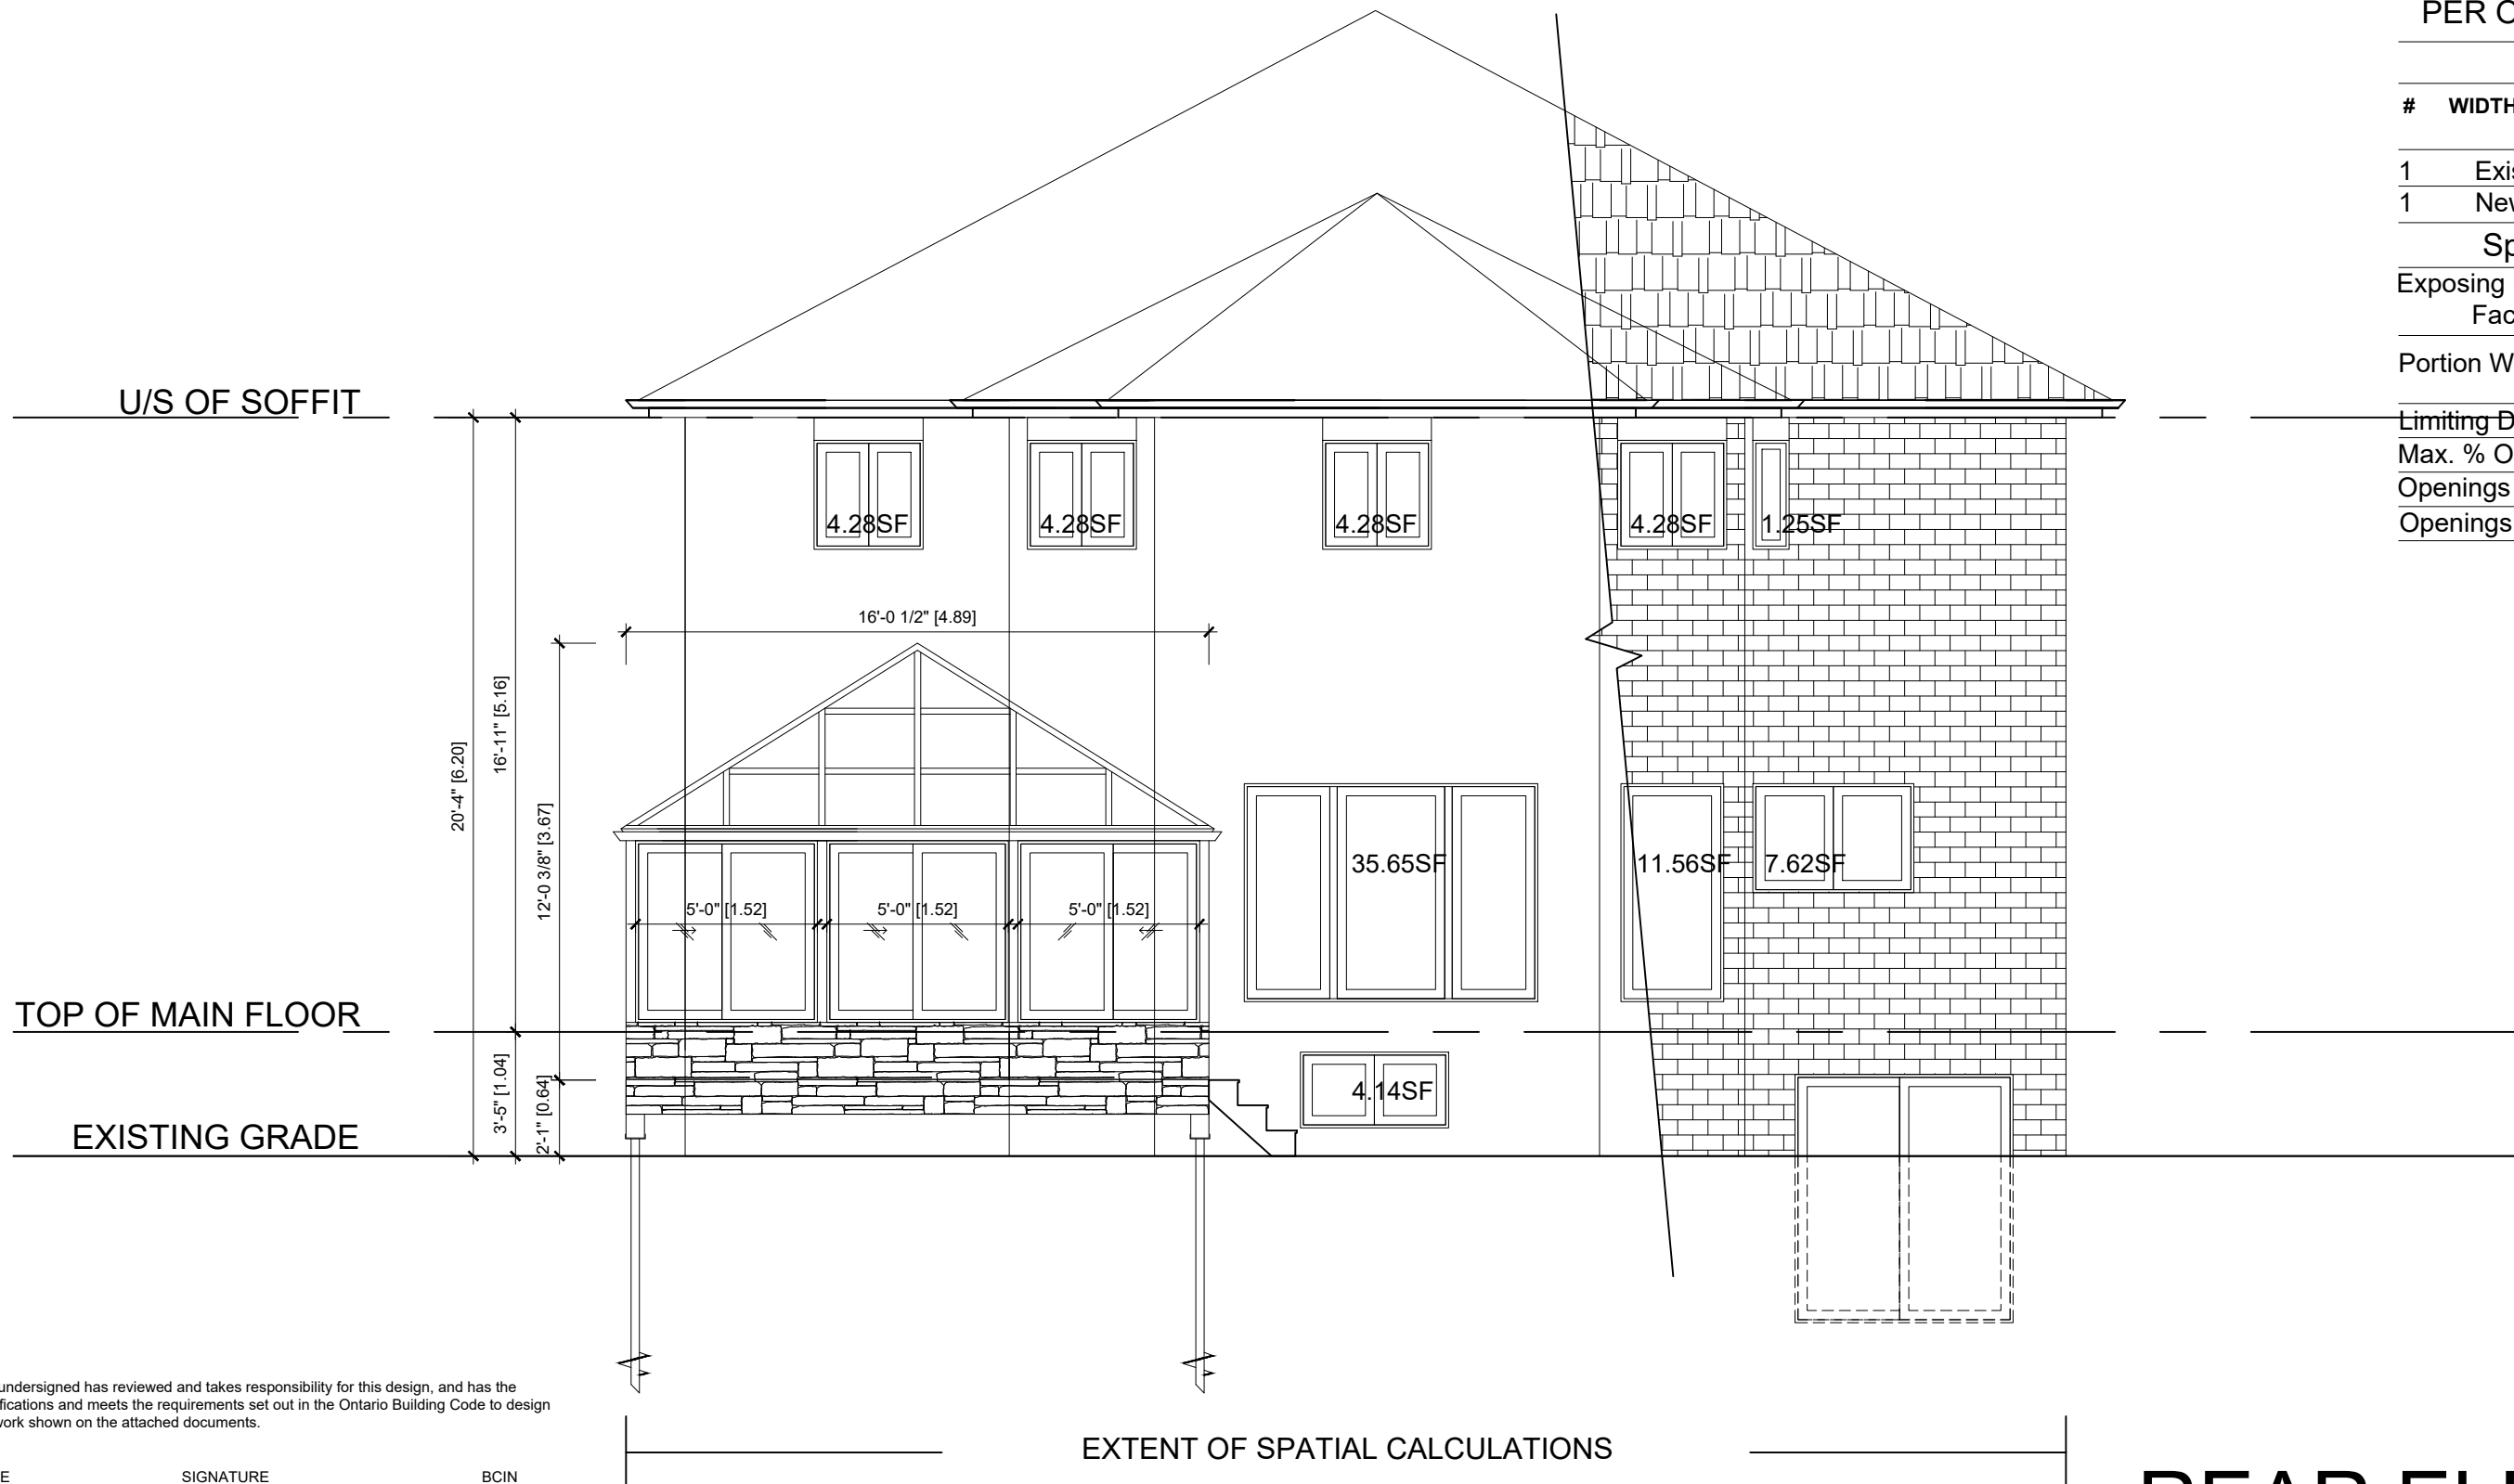 PER
#
WIDTH
1
1
Exposing
Portion
Limiting
Max. %
Openings
Openings
U/S OF SOFFIT
4.28SF
4.28SF
4.28SF
4.28SF
1.25SF
16'-0 1/2" [4.89]
20'-4" [6.20]
16'-11" [5.16]
12'-0 3/8" [3.67]
35.65SF
11.56SF
7.62SF
5'-0" [1.52]
5'-0" [1.52]
5'-0" [1.52]
TOP OF MAIN FLOOR
3'-5" [1.04]
2'-1" [0.64]
4.14SF
EXISTING GRADE
undersigned has reviewed and takes responsibility for this design, and has the
and meets the requirements set out in the Ontario Building Code to design
work shown on the attached documents.
EXTENT OF SPATIAL CALCULATIONS
SIGNATURE
BCIN
REAR